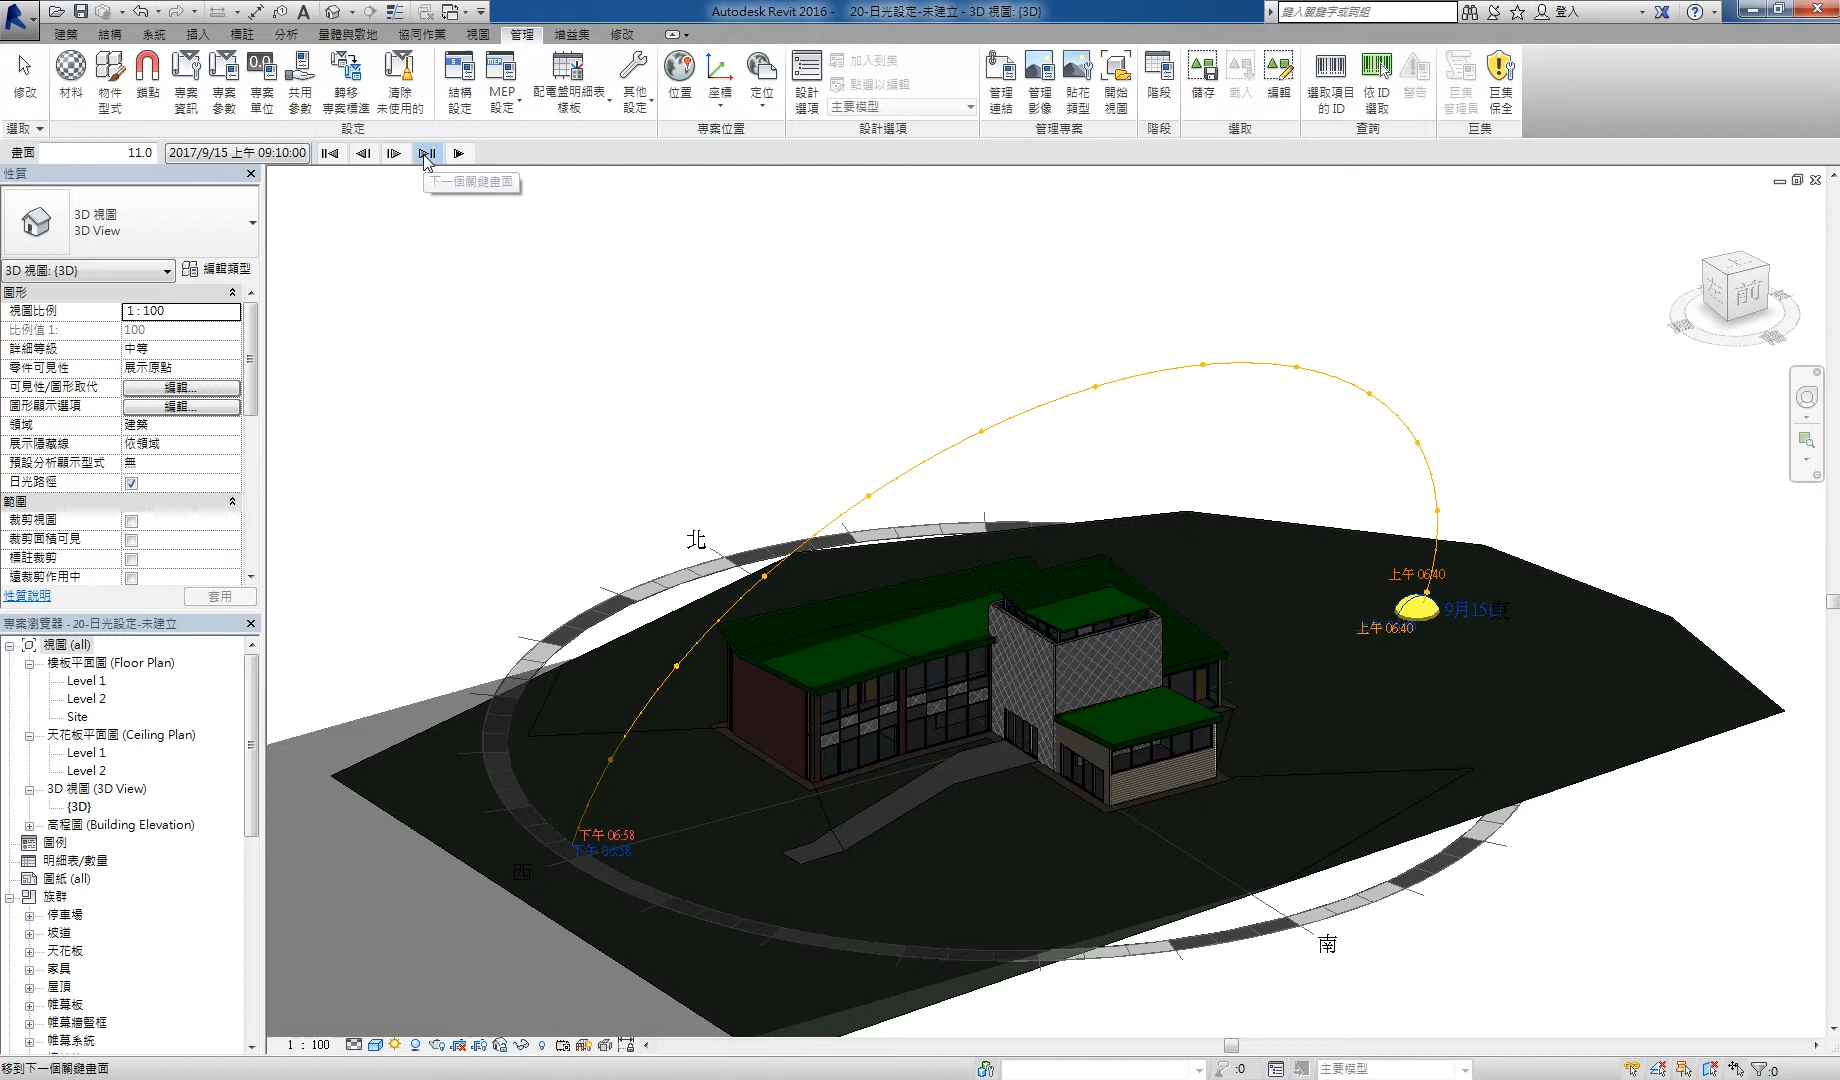 Autodesk Revit 2016 - 20-日光設定-未建立 - 3D 視圖: {3D}
鍵入關鍵字或詞組
登入
建築 結構 系統 插入 標註 分析 量體與敷地 協同作業 視圖 管理 增益集 修改
修改
材料
物件型式
鎖點
專案資訊
專案參數
專案單位
共用參數
轉移專案標準
清除未使用的
結構設定
MEP 設定
配電盤明細表樣板
其他設定
位置
座標
定位
設計選項
加入到集
點選以編輯
主要模型
管理連結
管理影像
貼花類型
開始視圖
階段
儲存
載入
編輯
選取項目的 ID
依 ID 選取
警告
巨集管理員
巨集保全
選取 設定 專案位置 設計選項 管理專案 階段 選取 查詢 巨集
畫面 11.0 2017/9/15 上午 09:10:00
下一個關鍵畫面
性質
3D 視圖
3D View
3D 視圖: {3D} 編輯類型
圖形
視圖比例 1 : 100
比例值 1: 100
詳細等級 中等
零件可見性 展示原點
可見性/圖形取代 編輯...
圖形顯示選項 編輯...
領域 建築
展示隱藏線 依領域
預設分析顯示型式 無
日光路徑
範圍
裁剪視圖
裁剪面積可見
標註裁剪
遠裁剪作用中
性質說明 套用
專案瀏覽器 - 20-日光設定-未建立
視圖 (all)
樓板平面圖 (Floor Plan)
Level 1
Level 2
Site
天花板平面圖 (Ceiling Plan)
Level 1
Level 2
3D 視圖 (3D View)
{3D}
高程圖 (Building Elevation)
圖例
明細表/數量
圖紙 (all)
族群
停車場
坡道
天花板
家具
屋頂
帷幕板
帷幕牆豎框
帷幕系統
上
左
前
北
上午 06:40
9月15日
東
上午 06:40
下午 06:58
下午 06:58
西
南
1 : 100
移到下一個關鍵畫面
:0
主要模型
:0